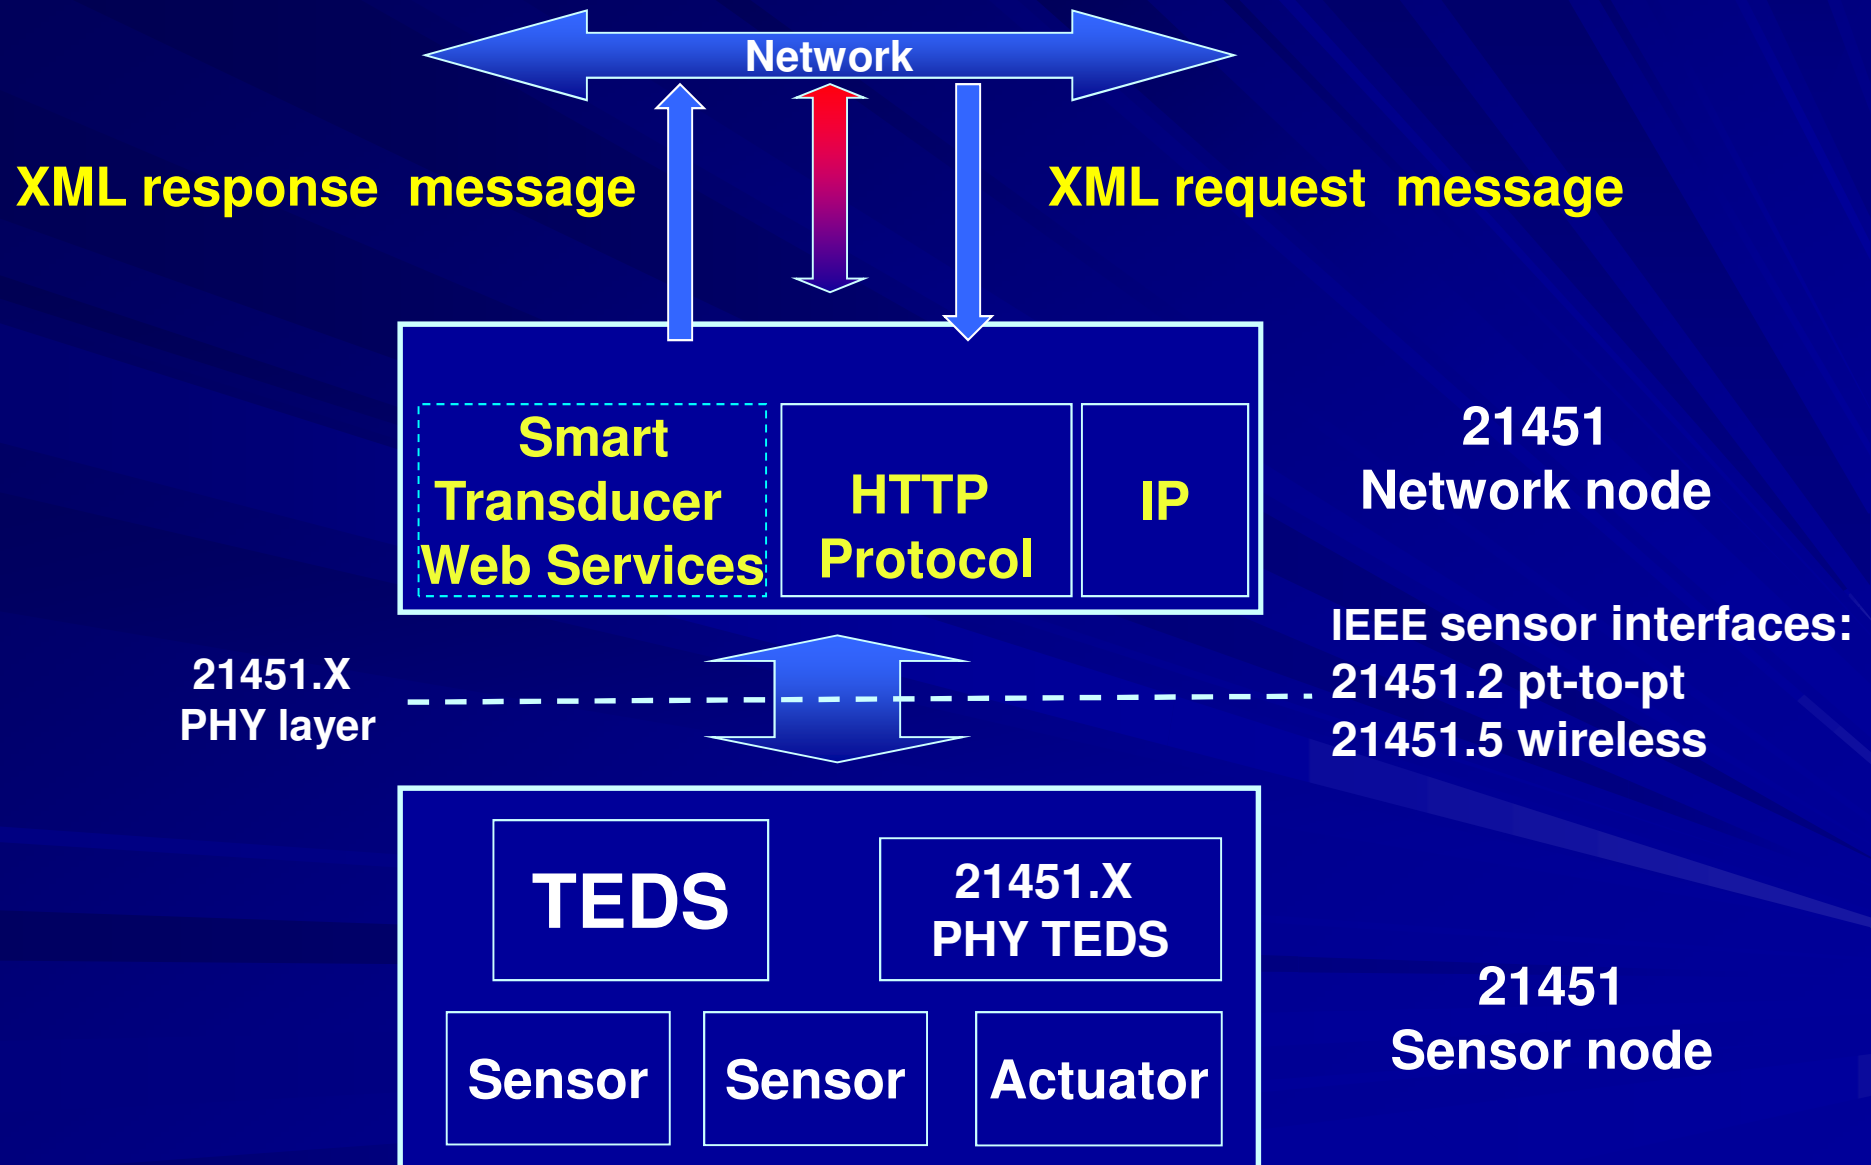 Network
XML response message
XML request message
Smart
Transducer
Web Services
HTTP
Protocol
IP
21451
Network node
21451.X
PHY layer
IEEE sensor interfaces:
21451.2 pt-to-pt
21451.5 wireless
TEDS
21451.X
PHY TEDS
Sensor
Sensor
Actuator
21451
Sensor node